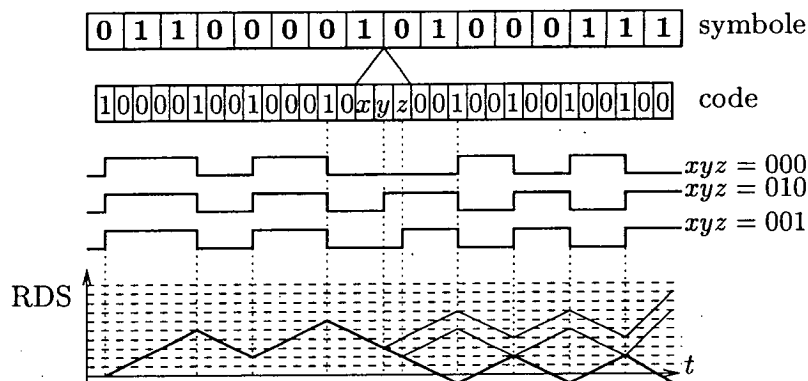 0 1 1 0 0 0 0 1 0 1 0 0 0 1 1 1 symbole
1 0 0 0 0 1 0 0 1 0 0 0 1 0 x y z 0 0 1 0 0 1 0 0 1 0 0 1 0 0 code
xyz = 000
xyz = 010
xyz = 001
RDS
t